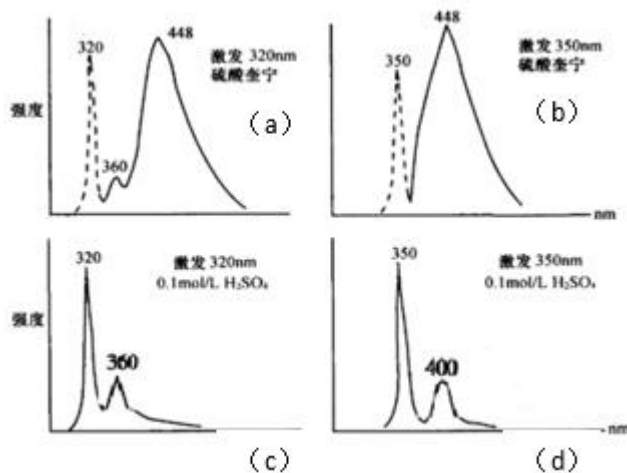 320
448
激发 320nm
硫酸奎宁
强度
(a)
360
350
448
激发 350nm
硫酸奎宁
(b)
nm
320
激发 320nm
0.1mol/L H₂SO₄
强度
360
(c)
350
激发 350nm
0.1mol/L H₂SO₄
400
nm
(d)